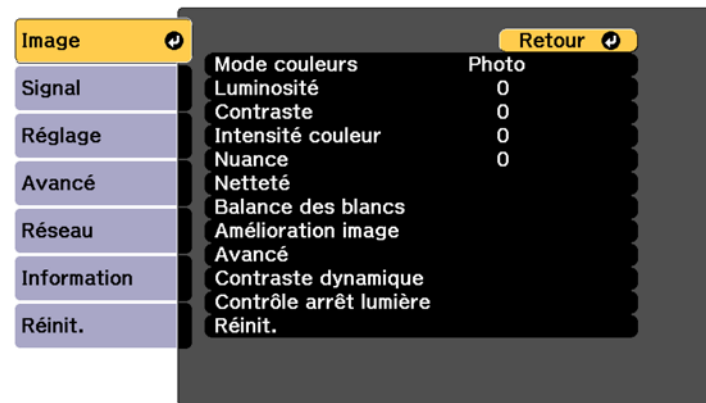 Image
Signal
Réglage
Avancé
Réseau
Information
Réinit.
Retour
Mode couleurs Photo
Luminosité 0
Contraste 0
Intensité couleur 0
Nuance 0
Netteté
Balance des blancs
Amélioration image
Avancé
Contraste dynamique
Contrôle arrêt lumière
Réinit.